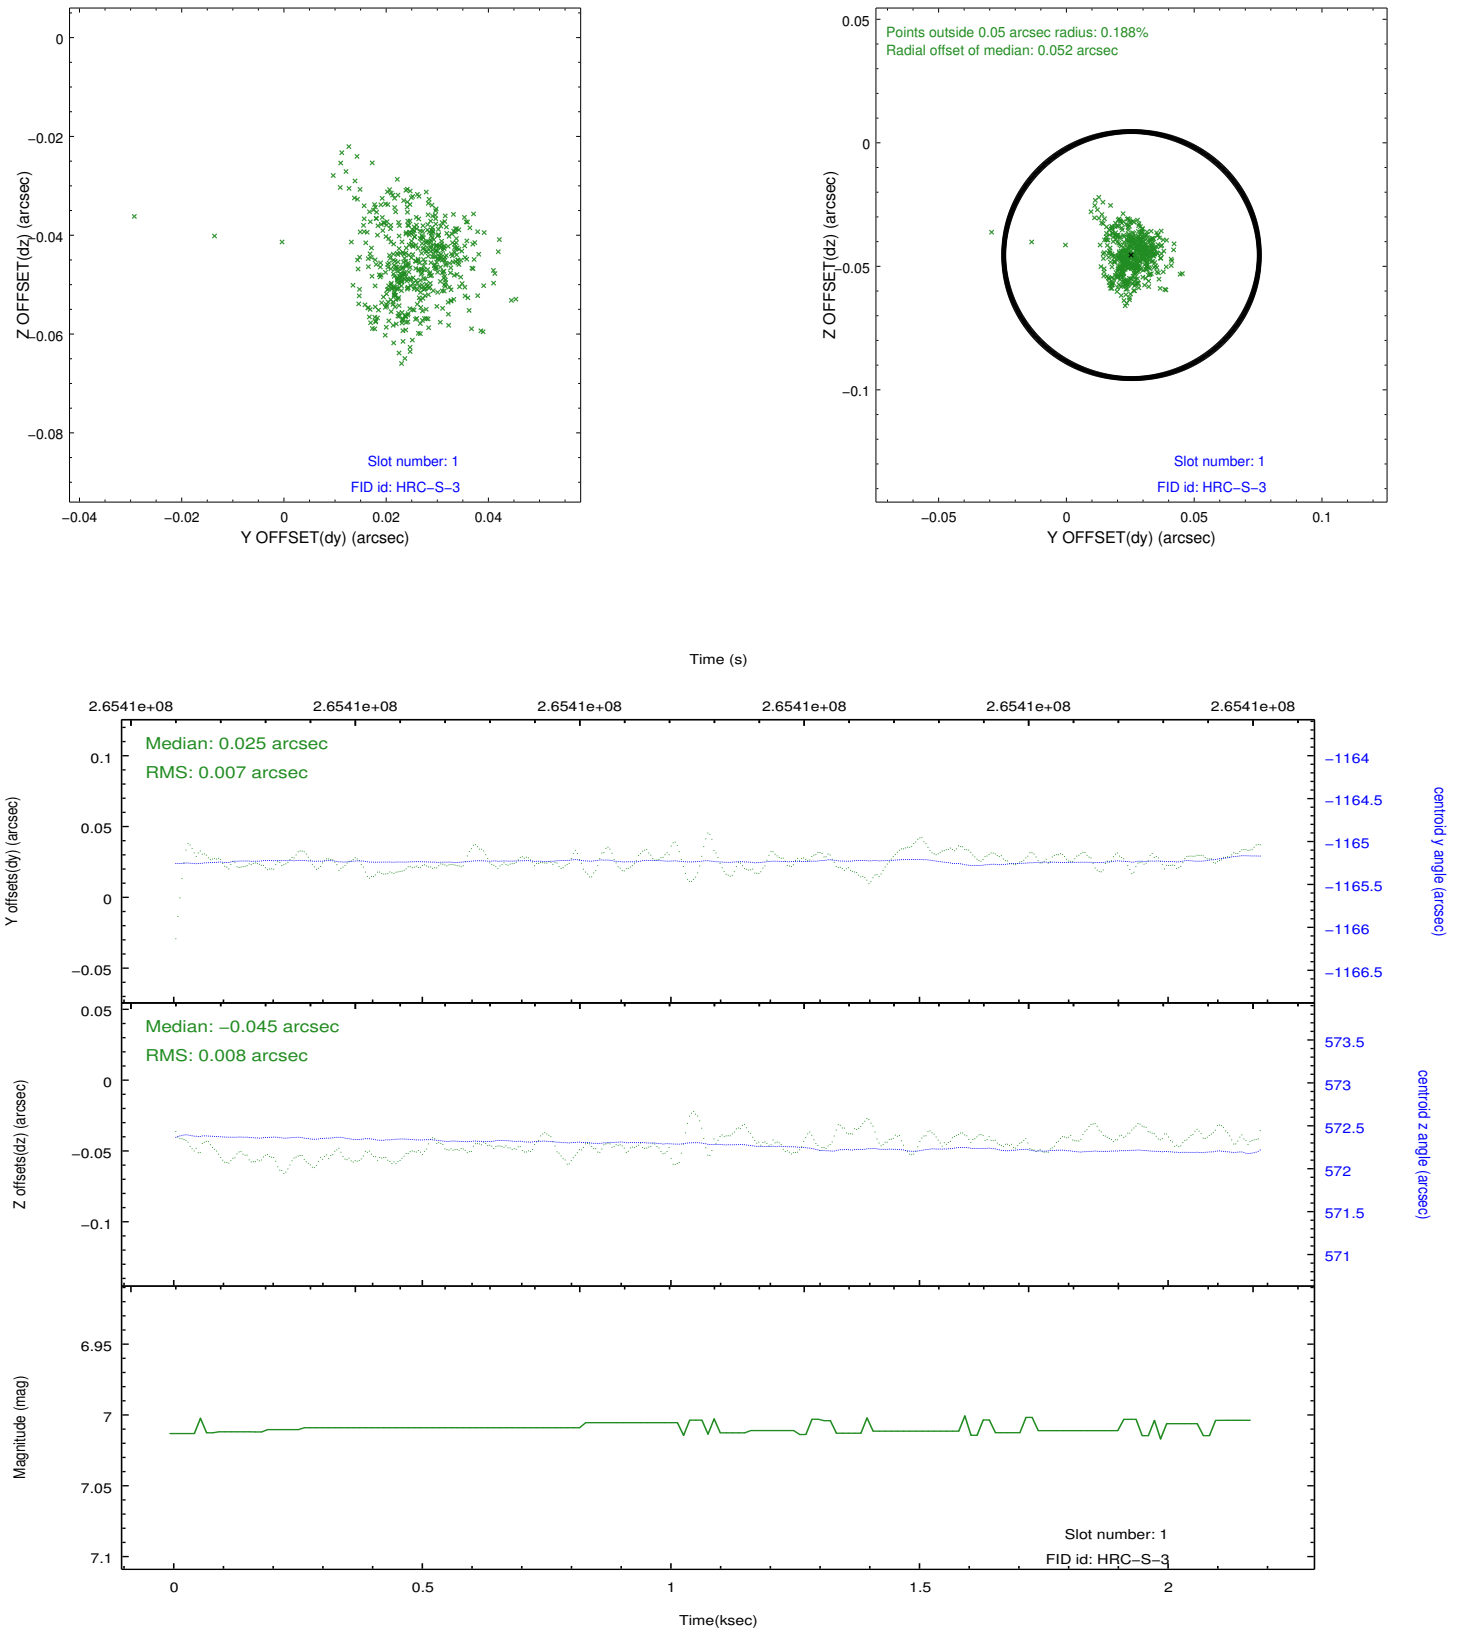 0
−0.02
−0.04
−0.06
−0.08
Z OFFSET(dz) (arcsec)
Slot number: 1
FID id: HRC−S−3
−0.04
−0.02
0
0.02
0.04
Y OFFSET(dy) (arcsec)
0.05
0
−0.05
−0.1
Z OFFSET(dz) (arcsec)
Points outside 0.05 arcsec radius: 0.188%
Radial offset of median: 0.052 arcsec
Slot number: 1
FID id: HRC−S−3
−0.05
0
0.05
0.1
Y OFFSET(dy) (arcsec)
Time (s)
2.6541e+08
2.6541e+08
2.6541e+08
2.6541e+08
2.6541e+08
2.6541e+08
Median: 0.025 arcsec
RMS: 0.007 arcsec
0.1
0.05
0
−0.05
Y offsets(dy) (arcsec)
−1164
−1164.5
−1165
−1165.5
−1166
−1166.5
centroid y angle (arcsec)
Median: −0.045 arcsec
RMS: 0.008 arcsec
0.05
0
−0.05
−0.1
Z offsets(dz) (arcsec)
573.5
573
572.5
572
571.5
571
centroid z angle (arcsec)
6.95
7
7.05
7.1
Magnitude (mag)
Slot number: 1
FID id: HRC−S−3
0
0.5
1
1.5
2
Time(ksec)